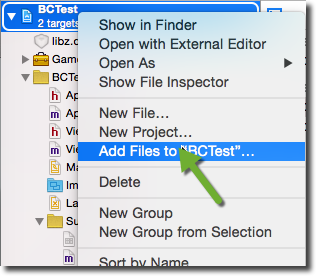 BCTest
2 targets
libz.
Gam
BCTes
Ap
Ap
Vi
Vi
Ma
Im
La
Su
Show in Finder
Open with External Editor
Open As
Show File Inspector
New File...
New Project...
Add Files to “BCTest”...
Delete
New Group
New Group from Selection
Sort by Name